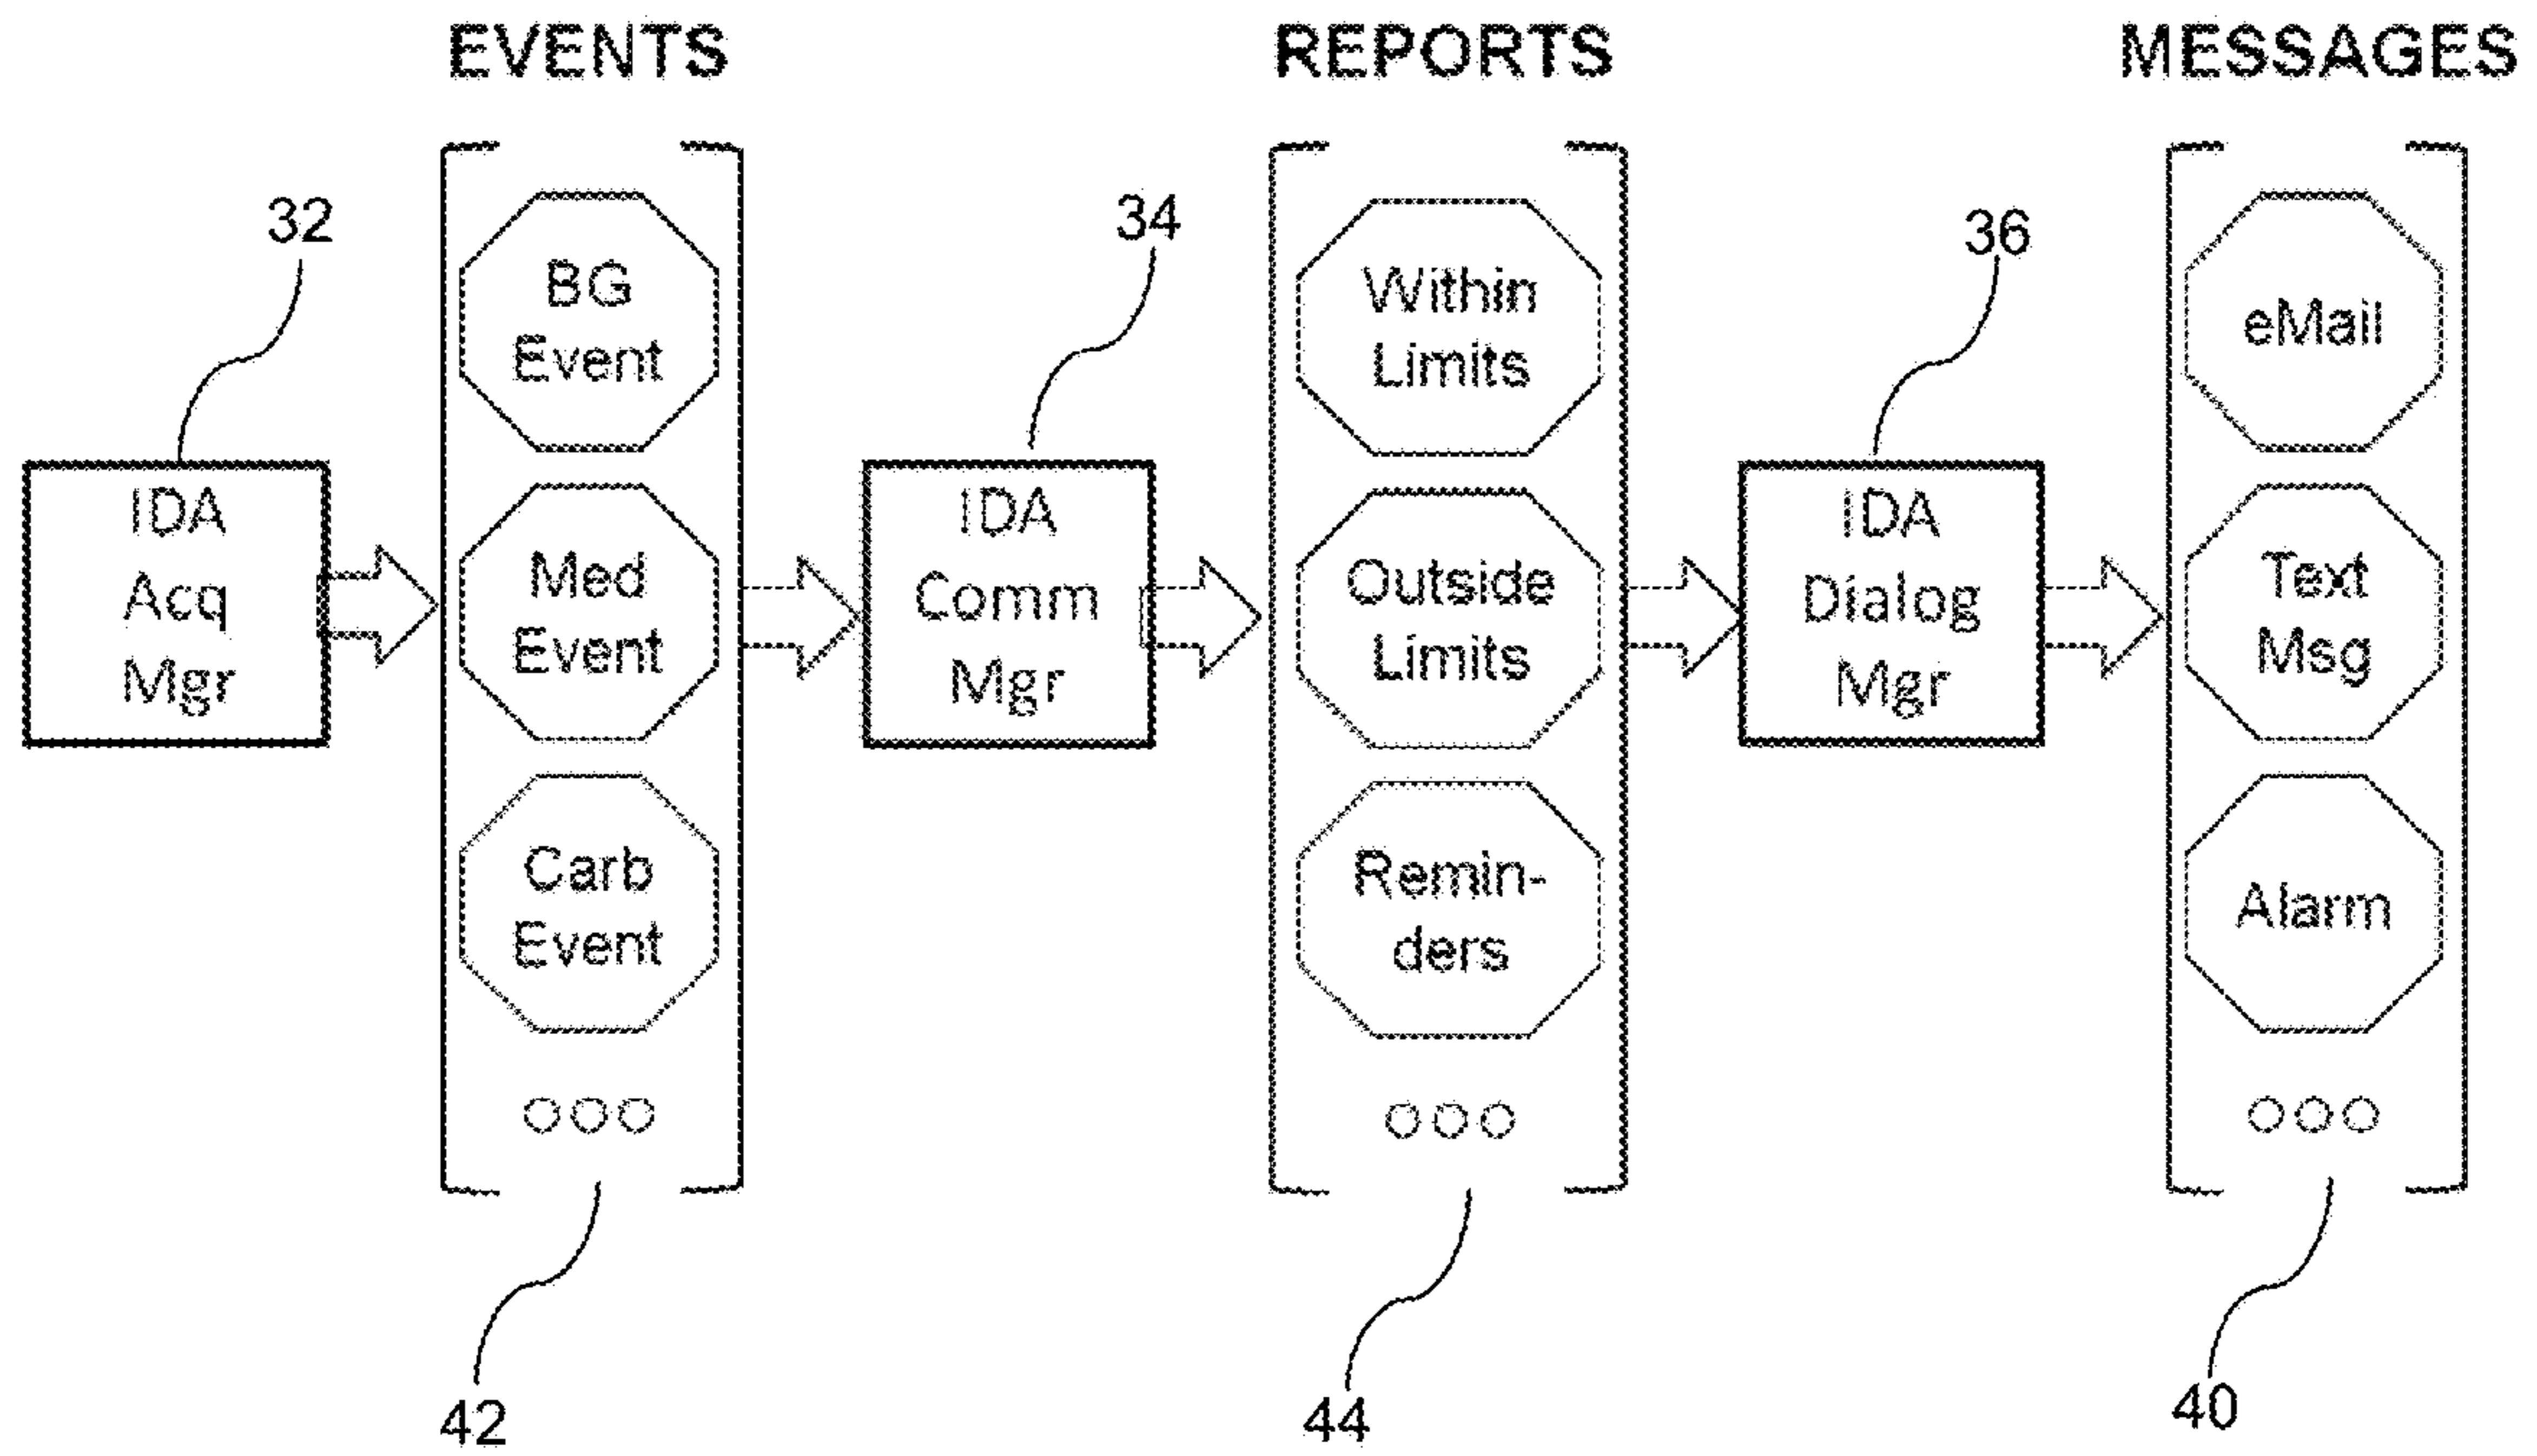 EVENTS
REPORTS
MESSAGES
32
34
36
IDA
Acq
Mgr
BG
Event
Med
Event
Carb
Event
IDA
Comm
Mgr
Within
Limits
Outside
Limits
Remin-
ders
IDA
Dialog
Mgr
eMail
Text
Msg
Alarm
42
44
40